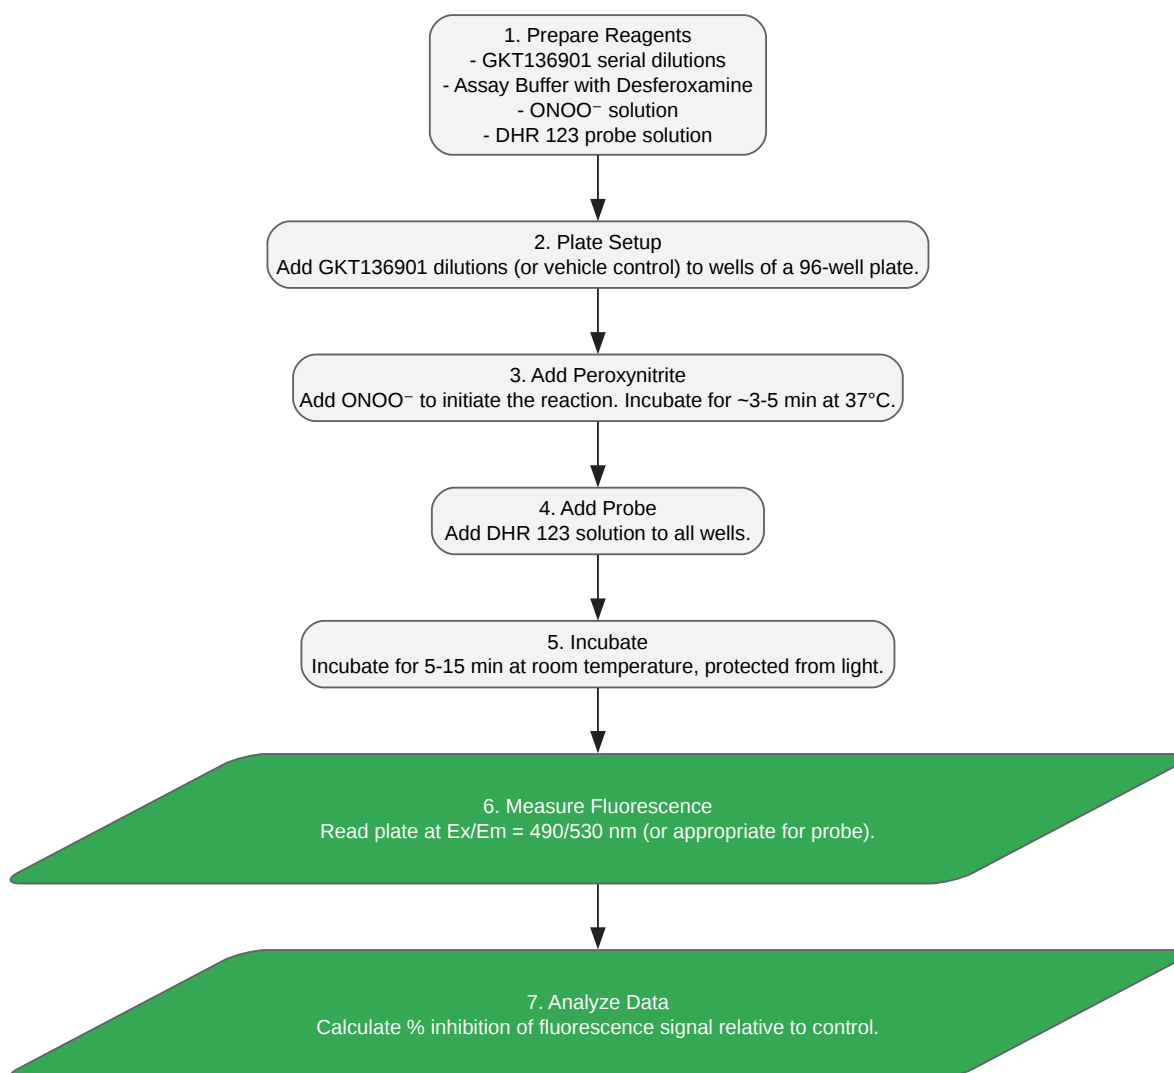 1. Prepare Reagents
- GKT136901 serial dilutions
- Assay Buffer with Desferoxamine
- ONOO⁻ solution
- DHR 123 probe solution
2. Plate Setup
Add GKT136901 dilutions (or vehicle control) to wells of a 96-well plate.
3. Add Peroxynitrite
Add ONOO⁻ to initiate the reaction. Incubate for ~3-5 min at 37°C.
4. Add Probe
Add DHR 123 solution to all wells.
5. Incubate
Incubate for 5-15 min at room temperature, protected from light.
6. Measure Fluorescence
Read plate at Ex/Em = 490/530 nm (or appropriate for probe).
7. Analyze Data
Calculate % inhibition of fluorescence signal relative to control.